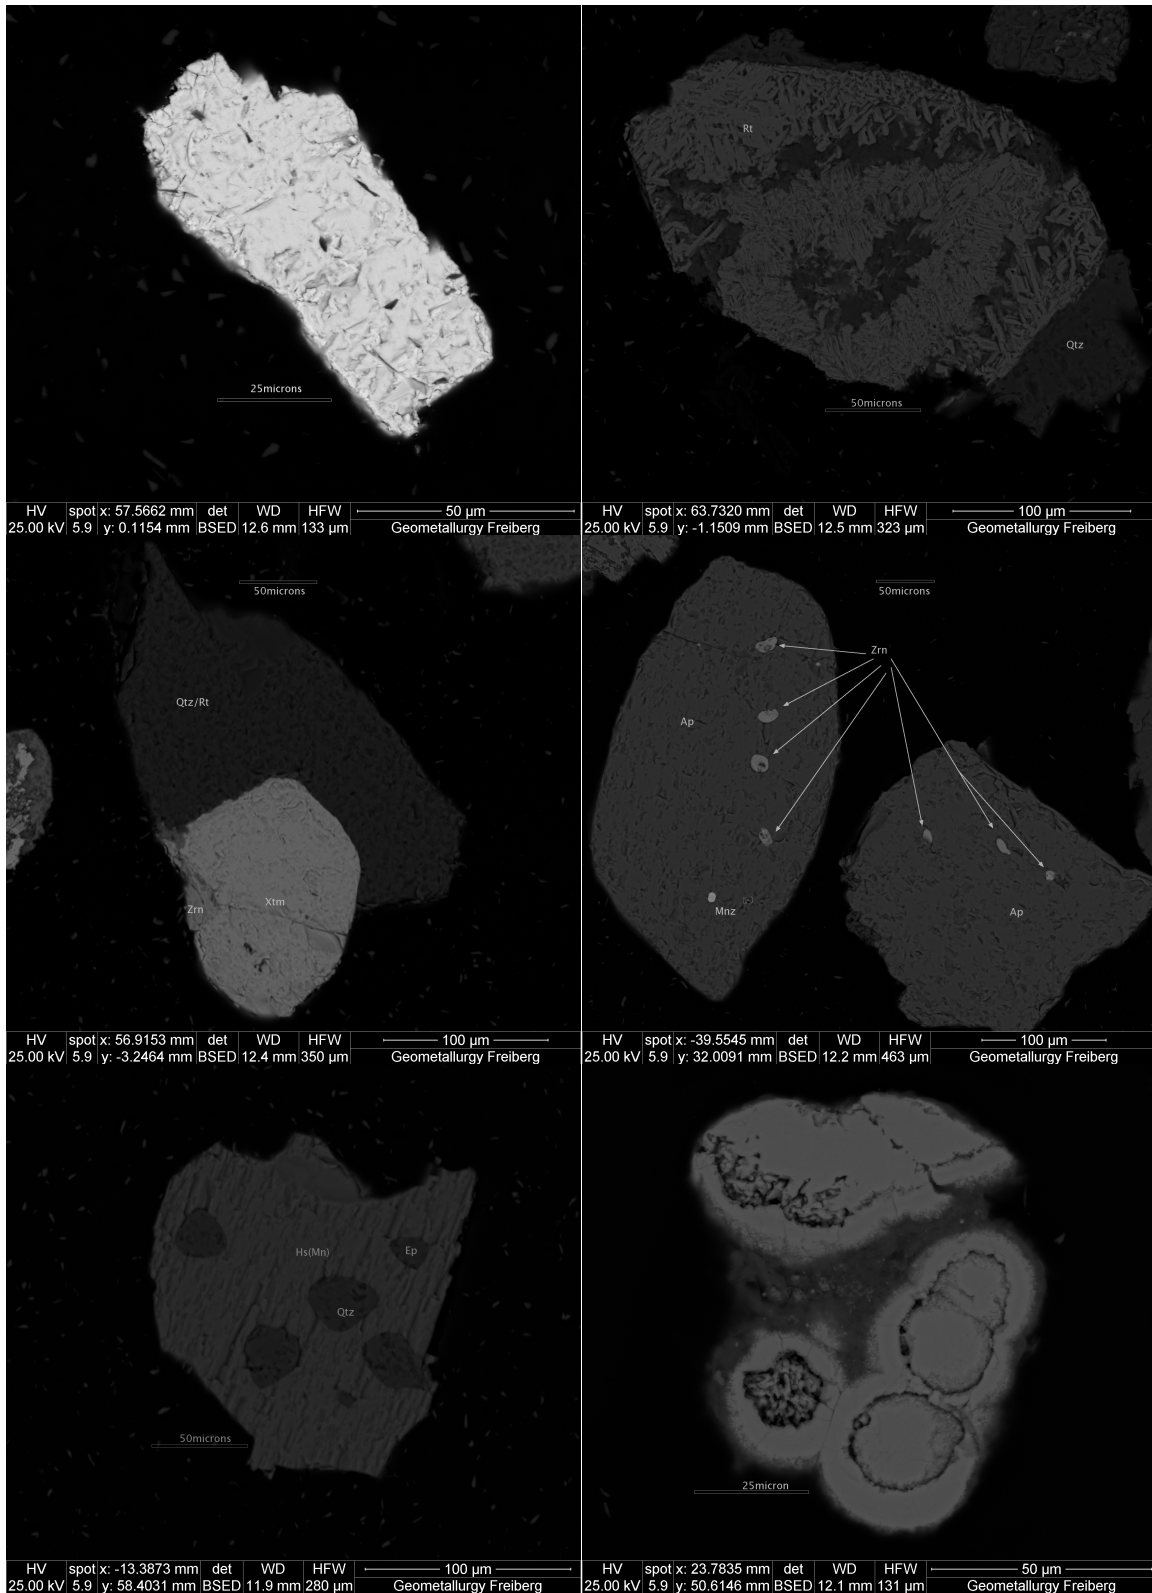 25microns
HV spot x: 57.5662 mm det WD HFW 50 µm
25.00 kV 5.9 y: 0.1154 mm BSED 12.6 mm 133 µm Geometallurgy Freiberg
Rt
Qtz
50microns
HV spot x: 63.7320 mm det WD HFW 100 µm
25.00 kV 5.9 y: -1.1509 mm BSED 12.5 mm 323 µm Geometallurgy Freiberg
50microns
Qtz/Rt
Zrn Xtm
HV spot x: 56.9153 mm det WD HFW 100 µm
25.00 kV 5.9 y: -3.2464 mm BSED 12.4 mm 350 µm Geometallurgy Freiberg
50microns
Zrn
Ap
Mnz Ap
HV spot x: -39.5545 mm det WD HFW 100 µm
25.00 kV 5.9 y: 32.0091 mm BSED 12.2 mm 463 µm Geometallurgy Freiberg
Hs(Mn) Ep
Qtz
50microns
HV spot x: -13.3873 mm det WD HFW 100 µm
25.00 kV 5.9 y: 58.4031 mm BSED 11.9 mm 280 µm Geometallurgy Freiberg
25micron
HV spot x: 23.7835 mm det WD HFW 50 µm
25.00 kV 5.9 y: 50.6146 mm BSED 12.1 mm 131 µm Geometallurgy Freiberg